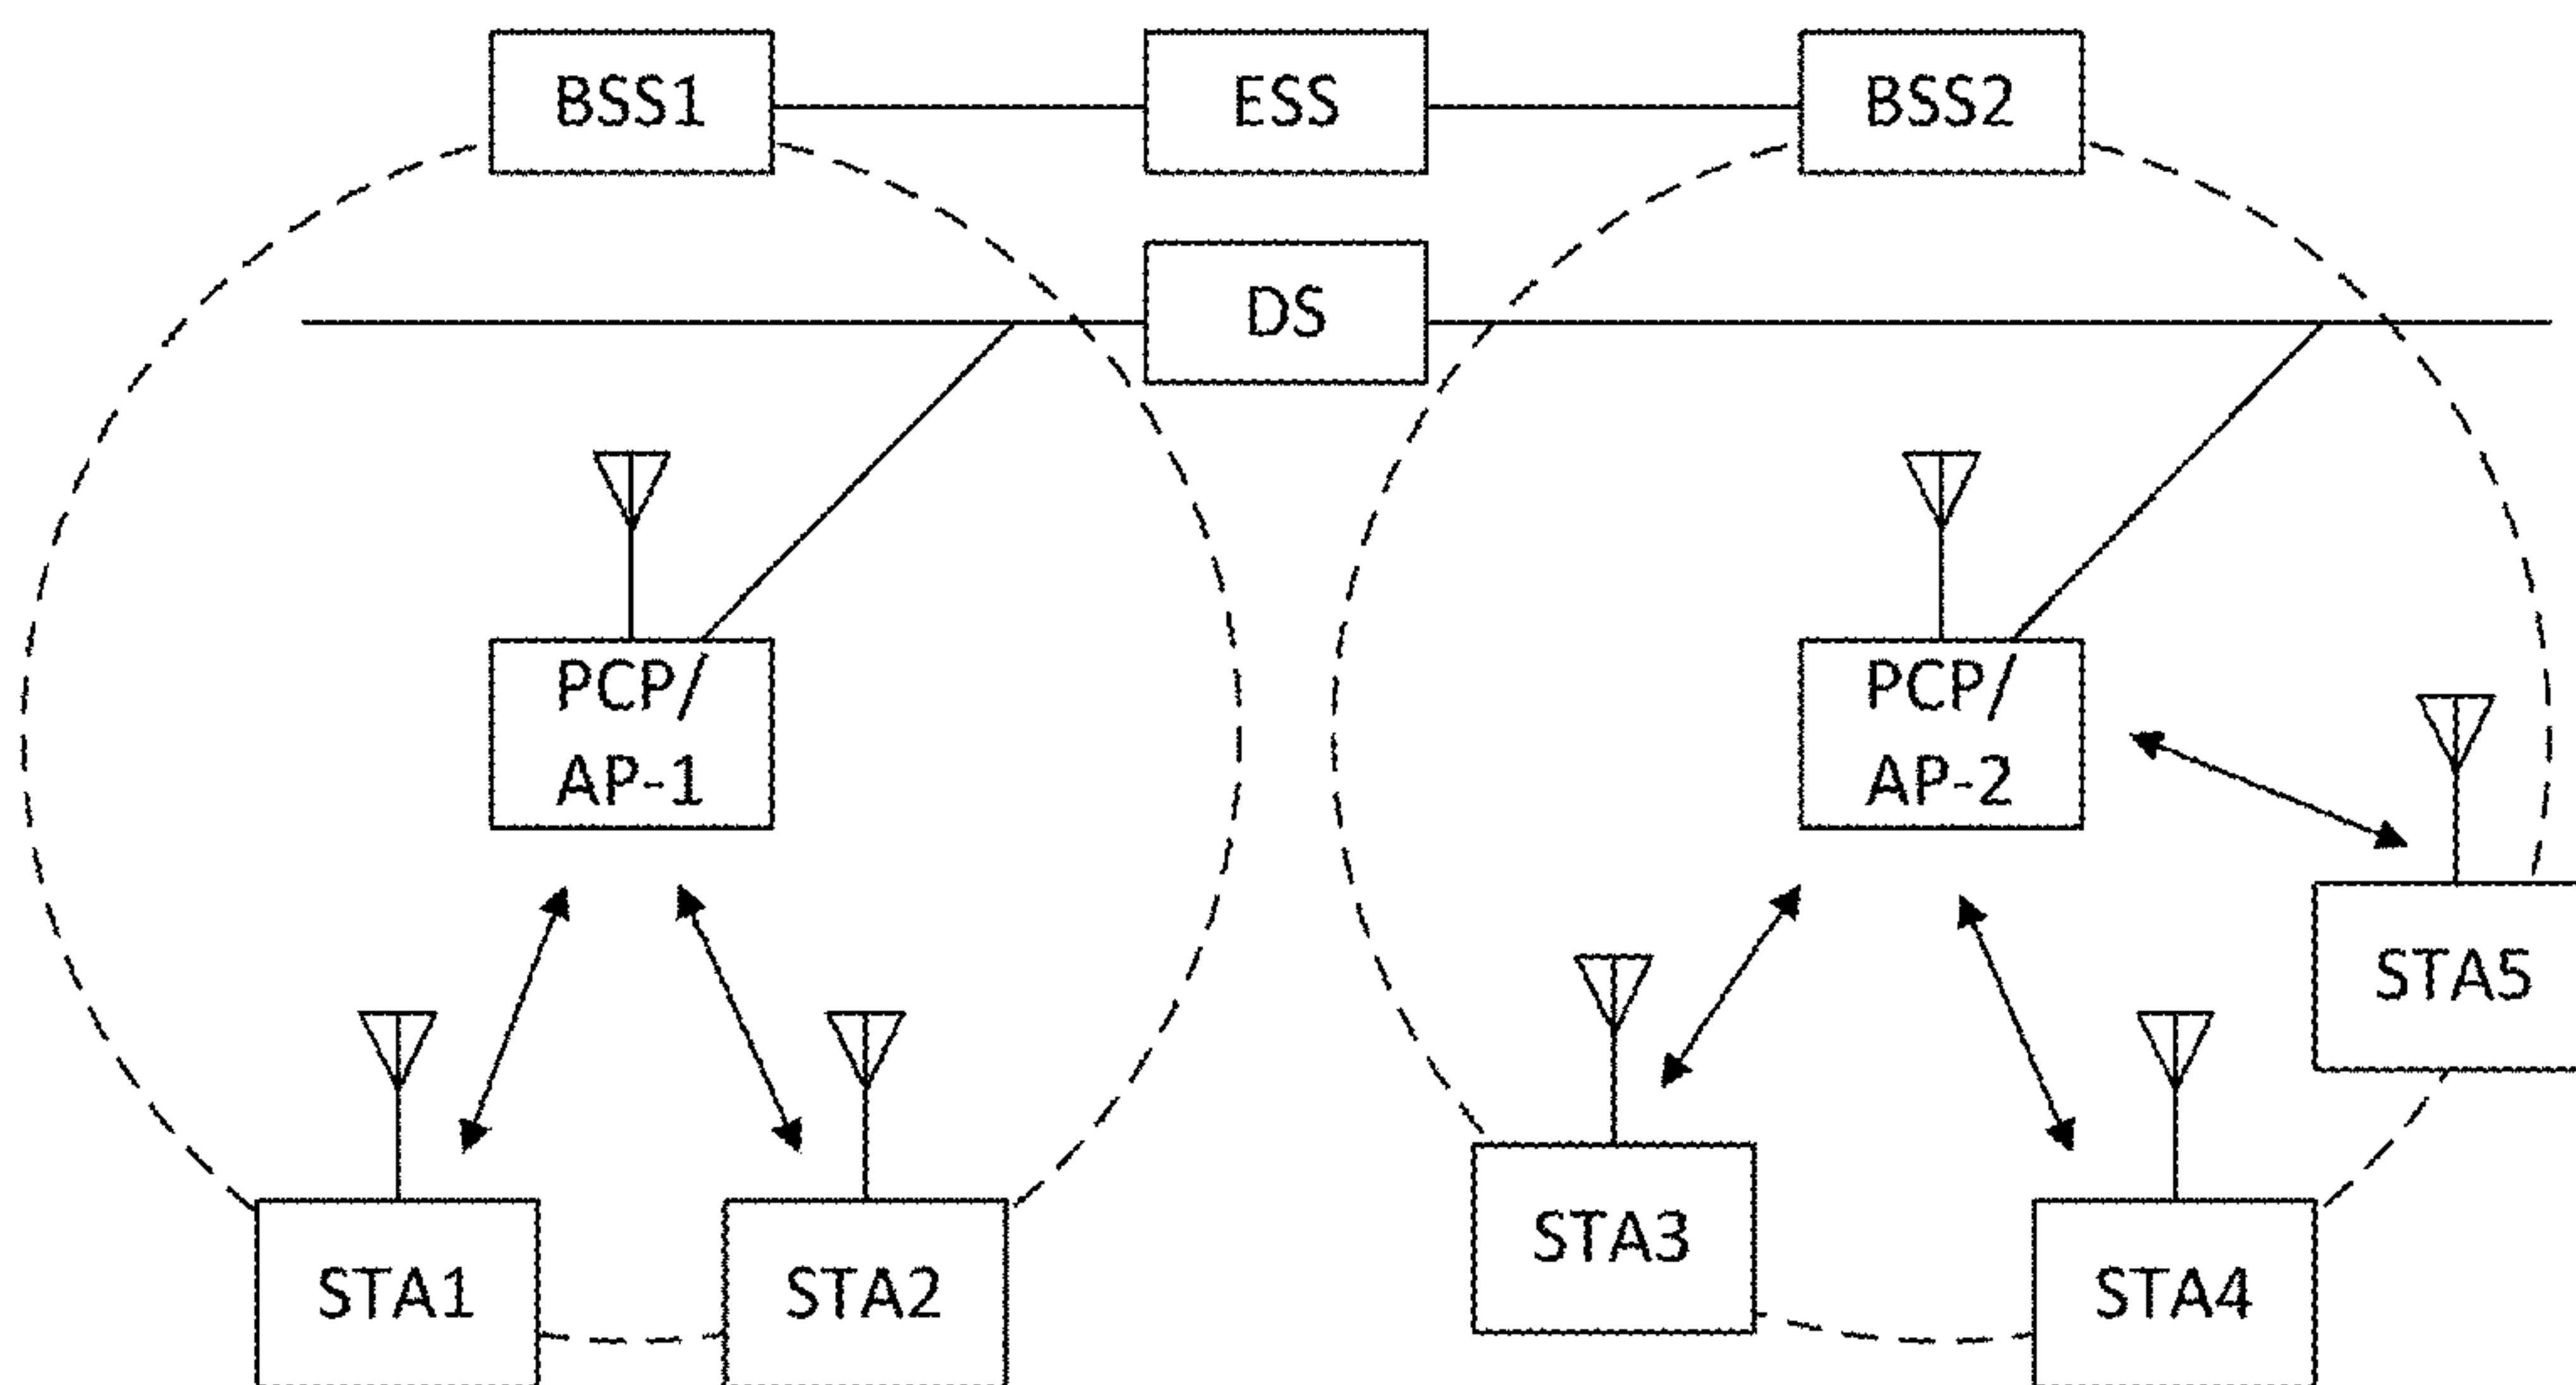 BSS1
ESS
BSS2
DS
PCP/
AP-1
PCP/
AP-2
STA5
STA3
STA1
STA2
STA4